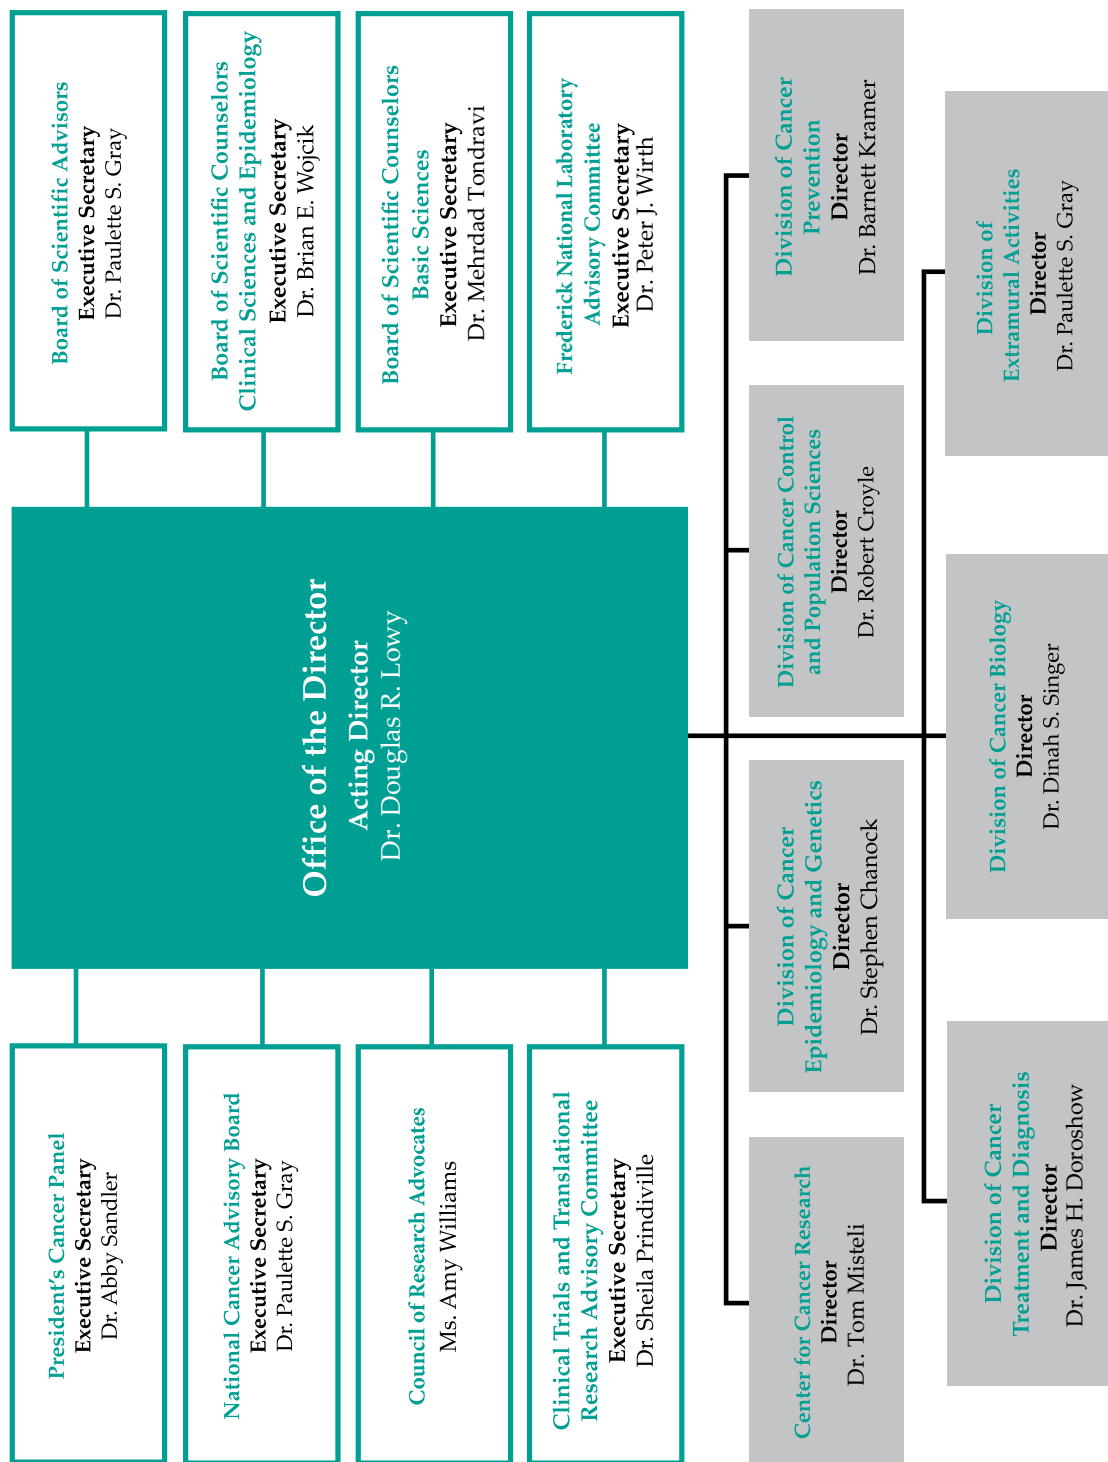 President's Cancer Panel
Executive Secretary
Dr. Abby Sandler
National Cancer Advisory Board
Executive Secretary
Dr. Paulette S. Gray
Council of Research Advocates
Ms. Amy Williams
Clinical Trials and Translational
Research Advisory Committee
Executive Secretary
Dr. Sheila Prindiville
Office of the Director
Acting Director
Dr. Douglas R. Lowy
Board of Scientific Advisors
Executive Secretary
Dr. Paulette S. Gray
Board of Scientific Counselors
Clinical Sciences and Epidemiology
Executive Secretary
Dr. Brian E. Wojcik
Board of Scientific Counselors
Basic Sciences
Executive Secretary
Dr. Mehrdad Tondravi
Frederick National Laboratory
Advisory Committee
Executive Secretary
Dr. Peter J. Wirth
Center for Cancer Research
Director
Dr. Tom Misteli
Division of Cancer
Epidemiology and Genetics
Director
Dr. Stephen Chanock
Division of Cancer Control
and Population Sciences
Director
Dr. Robert Croyle
Division of Cancer
Prevention
Director
Dr. Barnett Kramer
Division of Cancer
Treatment and Diagnosis
Director
Dr. James H. Doroshow
Division of Cancer Biology
Director
Dr. Dinah S. Singer
Division of
Extramural Activities
Director
Dr. Paulette S. Gray